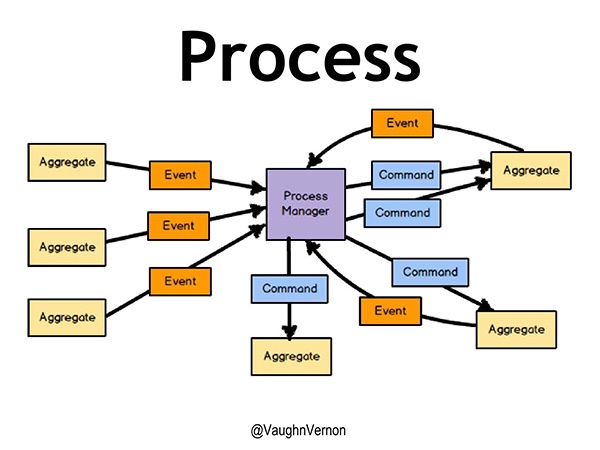 Process
Event
Aggregate
Event
Command
Aggregate
Process
Manager
Command
Aggregate
Event
Event
Command
Command
Aggregate
Event
Aggregate
Aggregate
@VaughnVernon